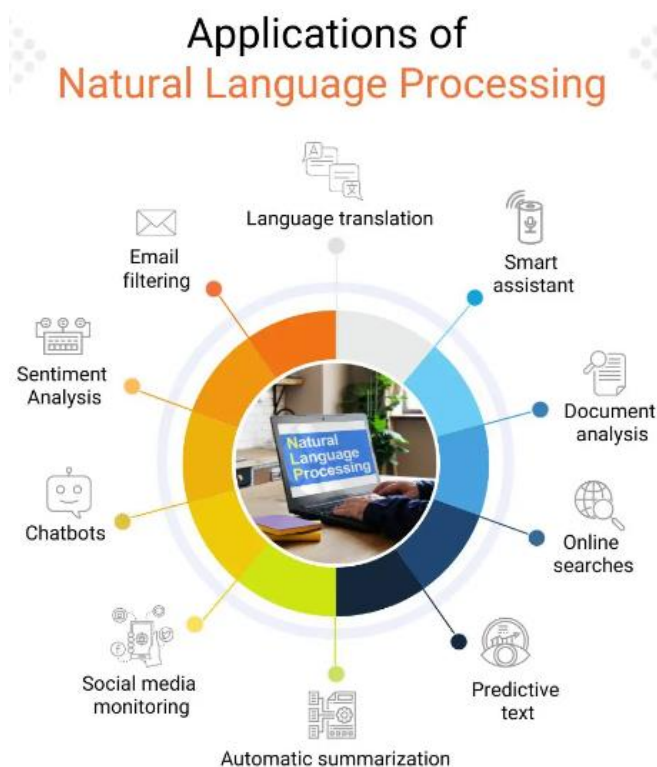 Applications of
Natural Language Processing
Language translation
Smart
assistant
Document
analysis
Online
searches
Predictive
text
Automatic summarization
Social media
monitoring
Chatbots
Sentiment
Analysis
Email
filtering
A
文
Natural
Language
Processing